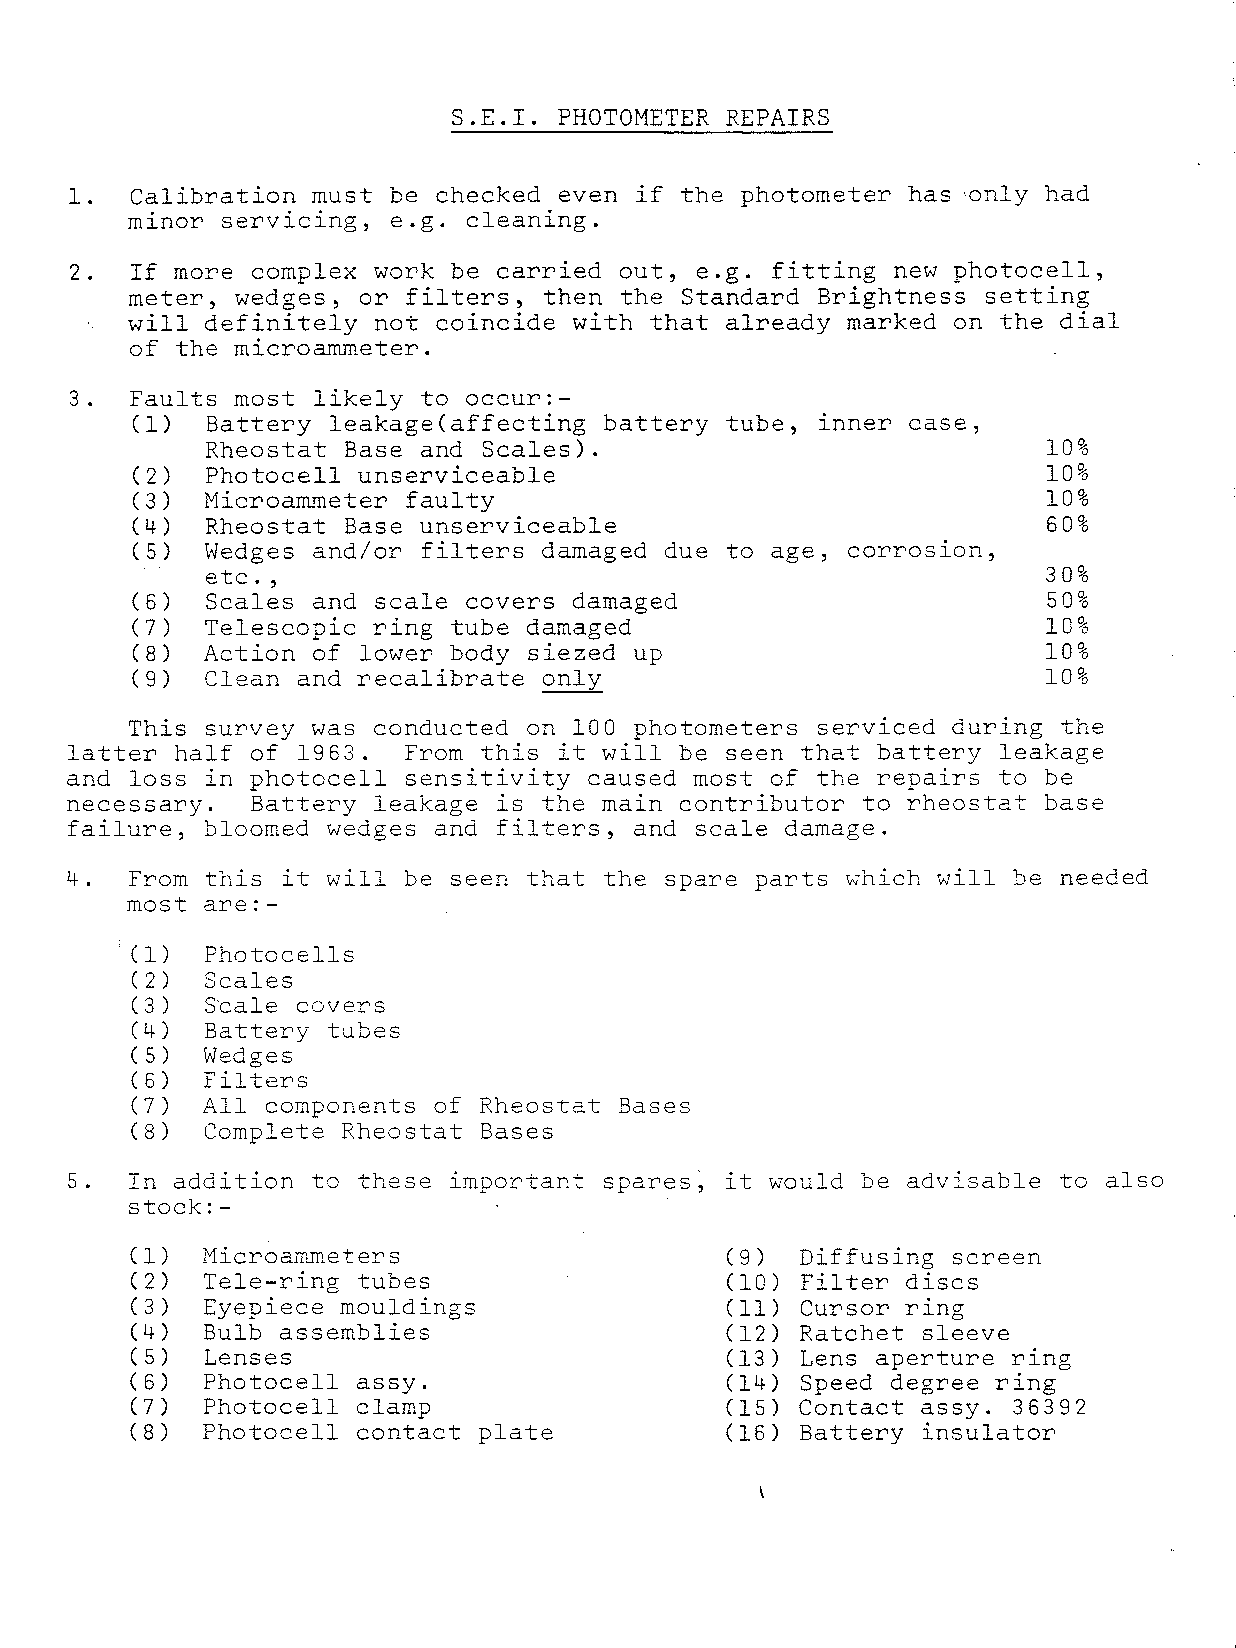 S.E.I. PHOTOMETER REPAIRS
1. Calibration must be checked even if the photometer has only had
minor servicing, e.g. cleaning.
2. If more complex work be carried out, e.g. fitting new photocell,
meter, wedges, or filters, then the Standard Brightness setting
will definitely not coincide with that already marked on the dial
of the microammeter.
3. Faults most likely to occur:-
(1) Battery leakage(affecting battery tube, inner case,
Rheostat Base and Scales). 10%
(2) Photocell unserviceable 10%
(3) Microammeter faulty 10%
(4) Rheostat Base unserviceable 60%
(5) Wedges and/or filters damaged due to age, corrosion,
etc., 30%
(6) Scales and scale covers damaged 50%
(7) Telescopic ring tube damaged 10%
(8) Action of lower body siezed up 10%
(9) Clean and recalibrate only 10%
This survey was conducted on 100 photometers serviced during the
latter half of 1963. From this it will be seen that battery leakage
and loss in photocell sensitivity caused most of the repairs to be
necessary. Battery leakage is the main contributor to rheostat base
failure, bloomed wedges and filters, and scale damage.
4. From this it will be seen that the spare parts which will be needed
most are:-
(1) Photocells
(2) Scales
(3) Scale covers
(4) Battery tubes
(5) Wedges
(6) Filters
(7) All components of Rheostat Bases
(8) Complete Rheostat Bases
5. In addition to these important spares, it would be advisable to also
stock:-
(1) Microammeters (9) Diffusing screen
(2) Tele-ring tubes (10) Filter discs
(3) Eyepiece mouldings (11) Cursor ring
(4) Bulb assemblies (12) Ratchet sleeve
(5) Lenses (13) Lens aperture ring
(6) Photocell assy. (14) Speed degree ring
(7) Photocell clamp (15) Contact assy. 36392
(8) Photocell contact plate (16) Battery insulator